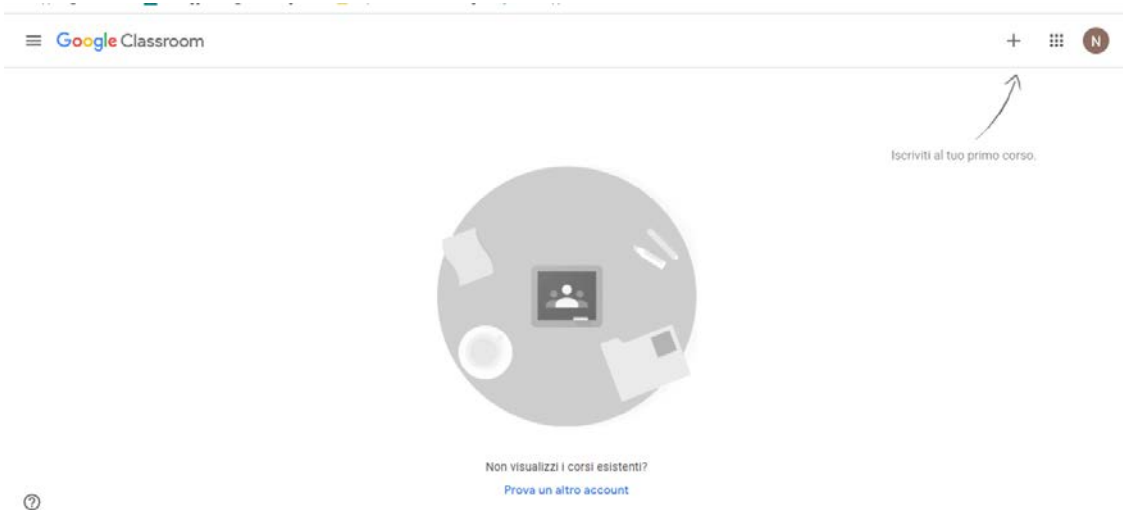 Google Classroom
N
Iscriviti al tuo primo corso.
Non visualizzi i corsi esistenti?
Prova un altro account
?